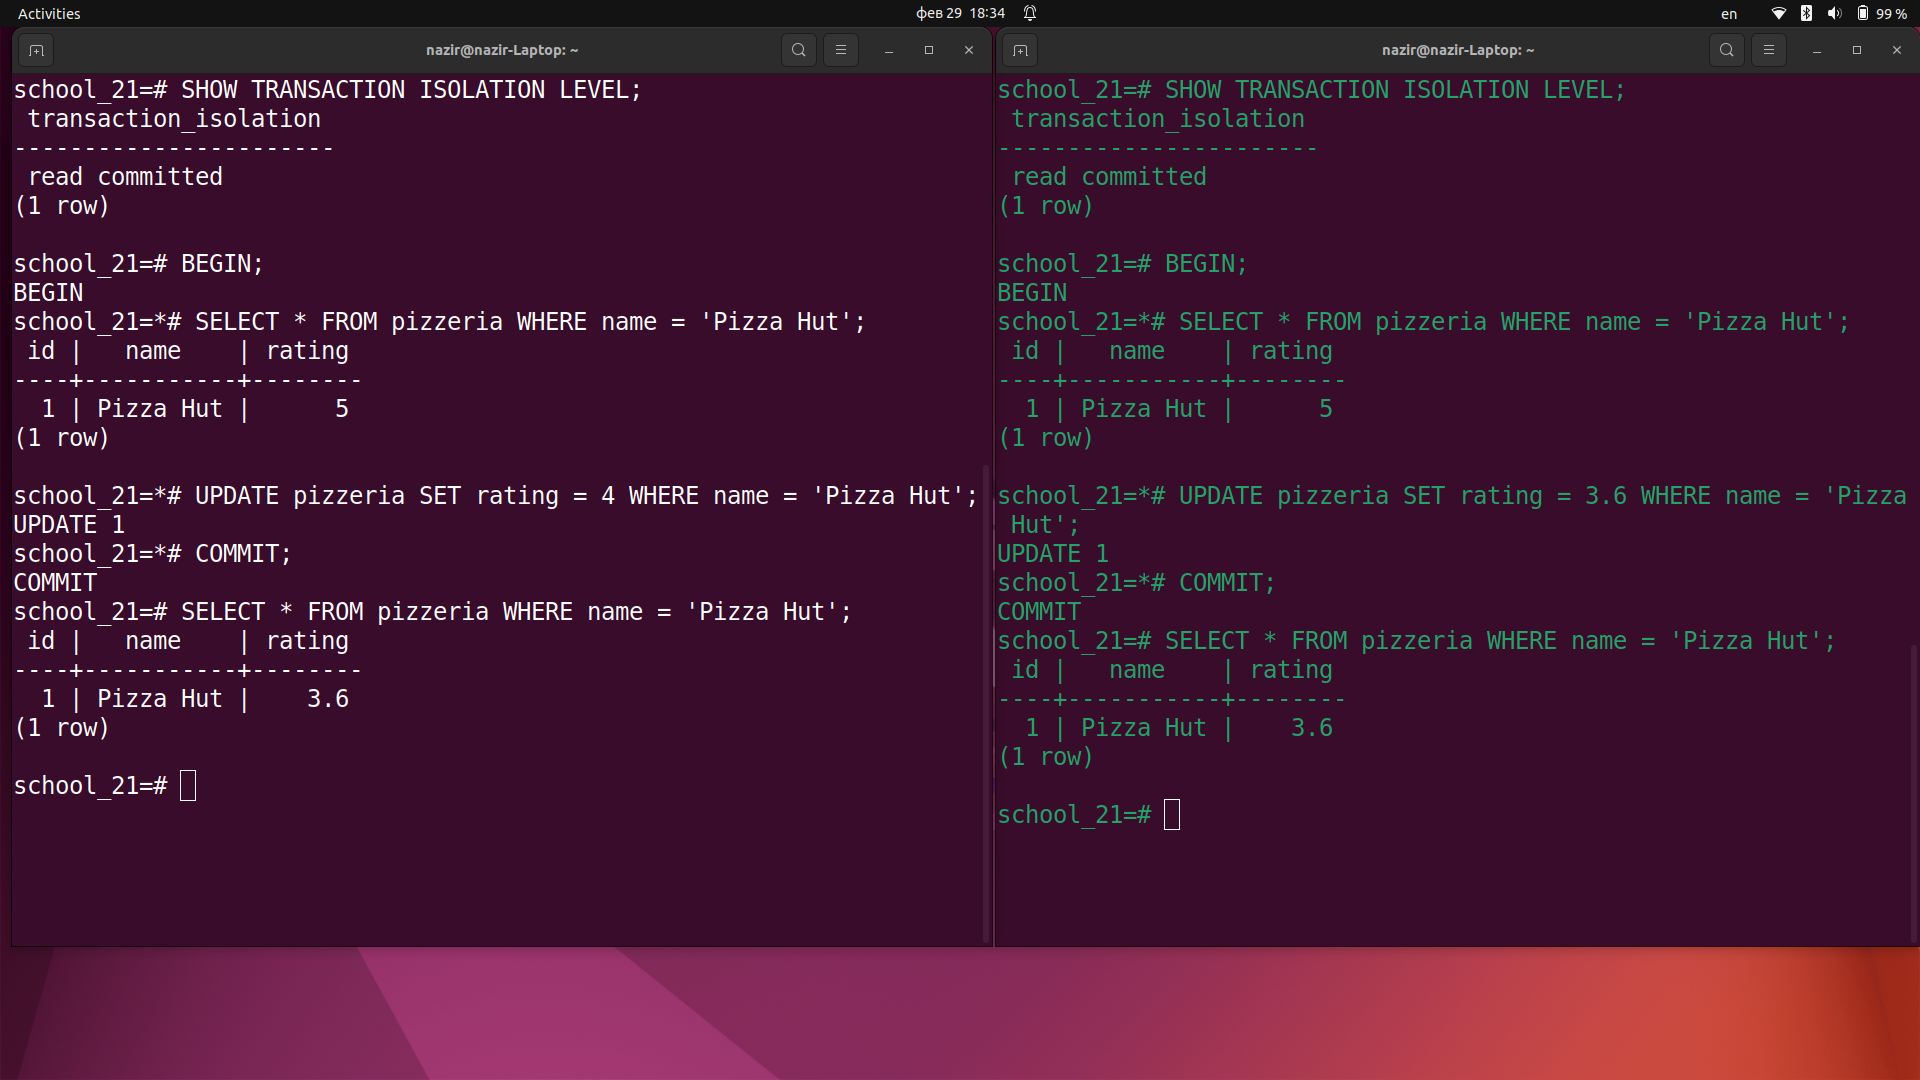 Activities
фев 29 18:34
en
99 %
nazir@nazir-Laptop: ~
school_21=# SHOW TRANSACTION ISOLATION LEVEL;
 transaction_isolation
-----------------------
 read committed
(1 row)

school_21=# BEGIN;
BEGIN
school_21=*# SELECT * FROM pizzeria WHERE name = 'Pizza Hut';
 id |   name    | rating
----+-----------+--------
  1 | Pizza Hut |      5
(1 row)

school_21=*# UPDATE pizzeria SET rating = 4 WHERE name = 'Pizza Hut';
UPDATE 1
school_21=*# COMMIT;
COMMIT
school_21=# SELECT * FROM pizzeria WHERE name = 'Pizza Hut';
 id |   name    | rating
----+-----------+--------
  1 | Pizza Hut |    3.6
(1 row)

school_21=#
nazir@nazir-Laptop: ~
school_21=# SHOW TRANSACTION ISOLATION LEVEL;
 transaction_isolation
-----------------------
 read committed
(1 row)

school_21=# BEGIN;
BEGIN
school_21=*# SELECT * FROM pizzeria WHERE name = 'Pizza Hut';
 id |   name    | rating
----+-----------+--------
  1 | Pizza Hut |      5
(1 row)

school_21=*# UPDATE pizzeria SET rating = 3.6 WHERE name = 'Pizza
 Hut';
UPDATE 1
school_21=*# COMMIT;
COMMIT
school_21=# SELECT * FROM pizzeria WHERE name = 'Pizza Hut';
 id |   name    | rating
----+-----------+--------
  1 | Pizza Hut |    3.6
(1 row)

school_21=#